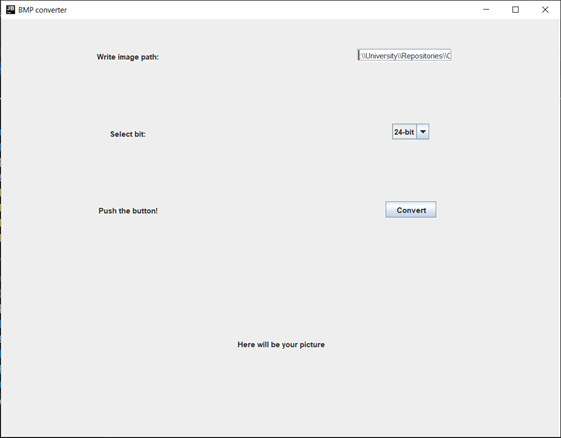 BMP converter
Write image path:
\\University\\Repositories\\
Select bit:
24-bit
Push the button!
Convert
Here will be your picture